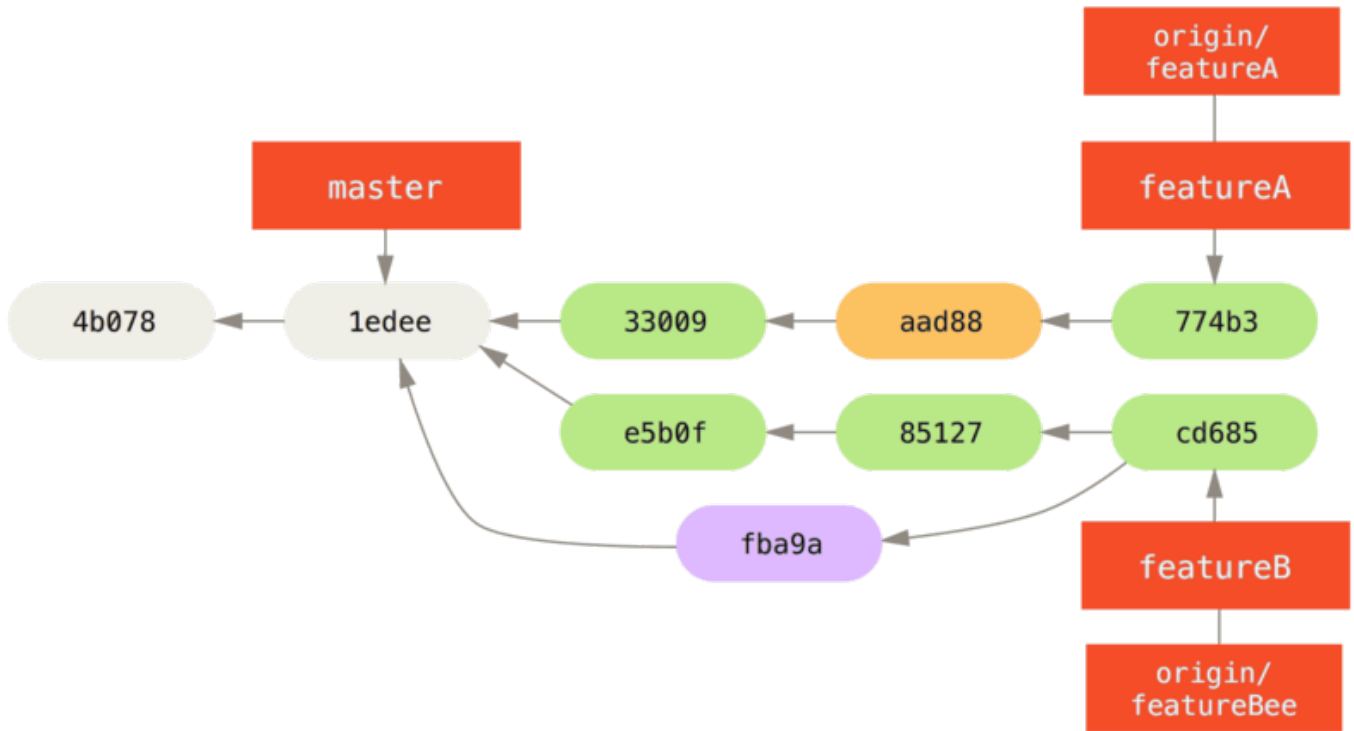 origin/
featureA
master
featureA
4b078
1edee
33009
aad88
774b3
e5b0f
85127
cd685
fba9a
featureB
origin/
featureBee